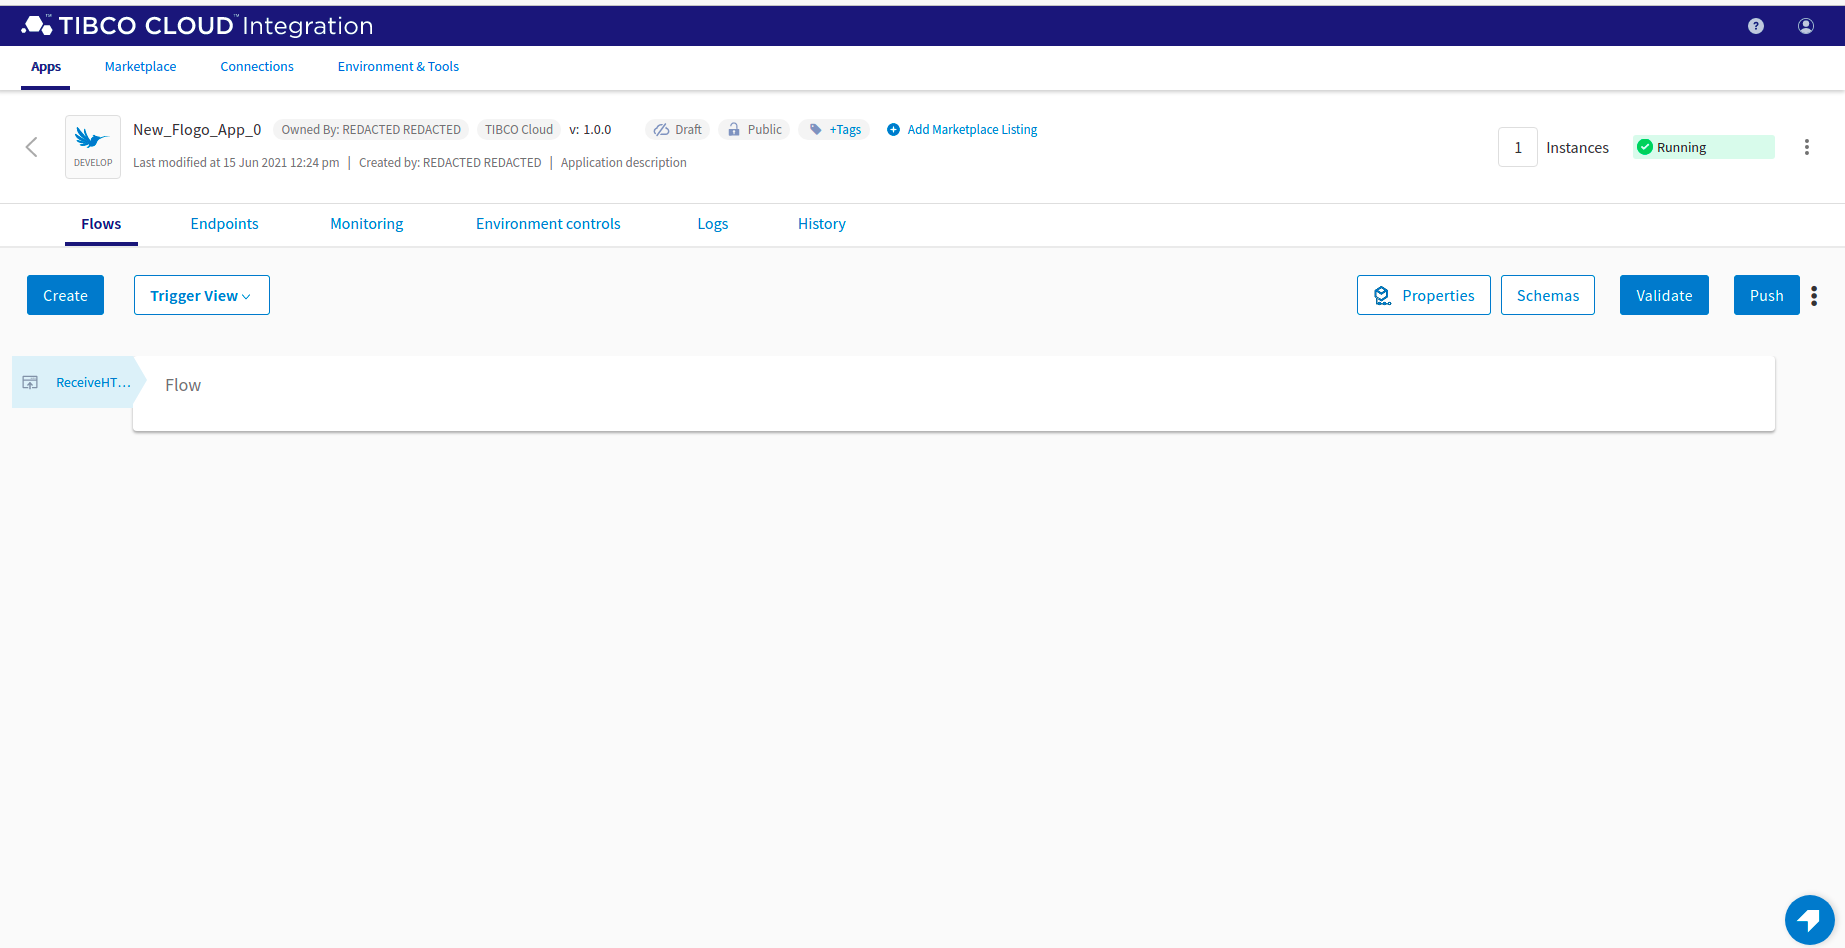 TIBCO CLOUD™ Integration
Apps Marketplace Connections Environment & Tools
New_Flogo_App_0 Owned By: REDACTED REDACTED TIBCO Cloud v: 1.0.0 Draft Public +Tags Add Marketplace Listing
DEVELOP
Last modified at 15 Jun 2021 12:24 pm | Created by: REDACTED REDACTED | Application description
1 Instances Running
Flows Endpoints Monitoring Environment controls Logs History
Create Trigger View Properties Schemas Validate Push
ReceiveHT... Flow